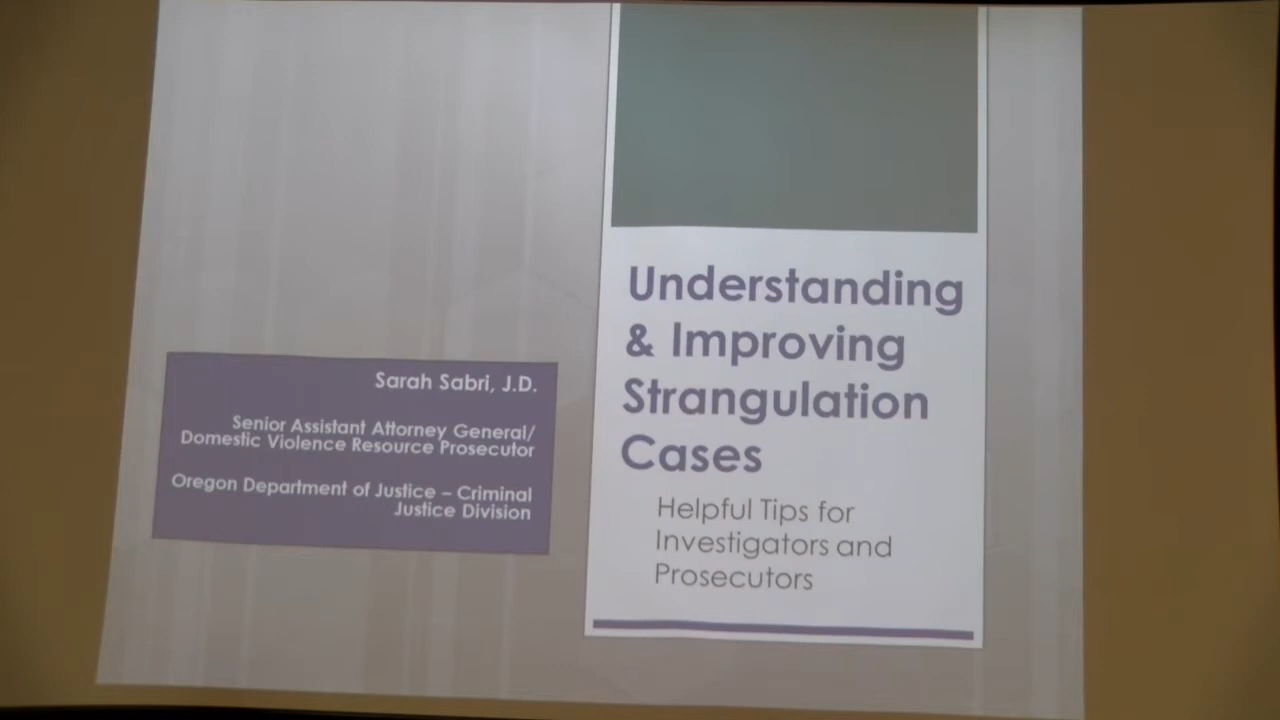 Sarah Sabri, J.D.
Senior Assistant Attorney General/
Domestic Violence Resource Prosecutor
Oregon Department of Justice – Criminal
Justice Division
Understanding
& Improving
Strangulation
Cases
Helpful Tips for
Investigators and
Prosecutors